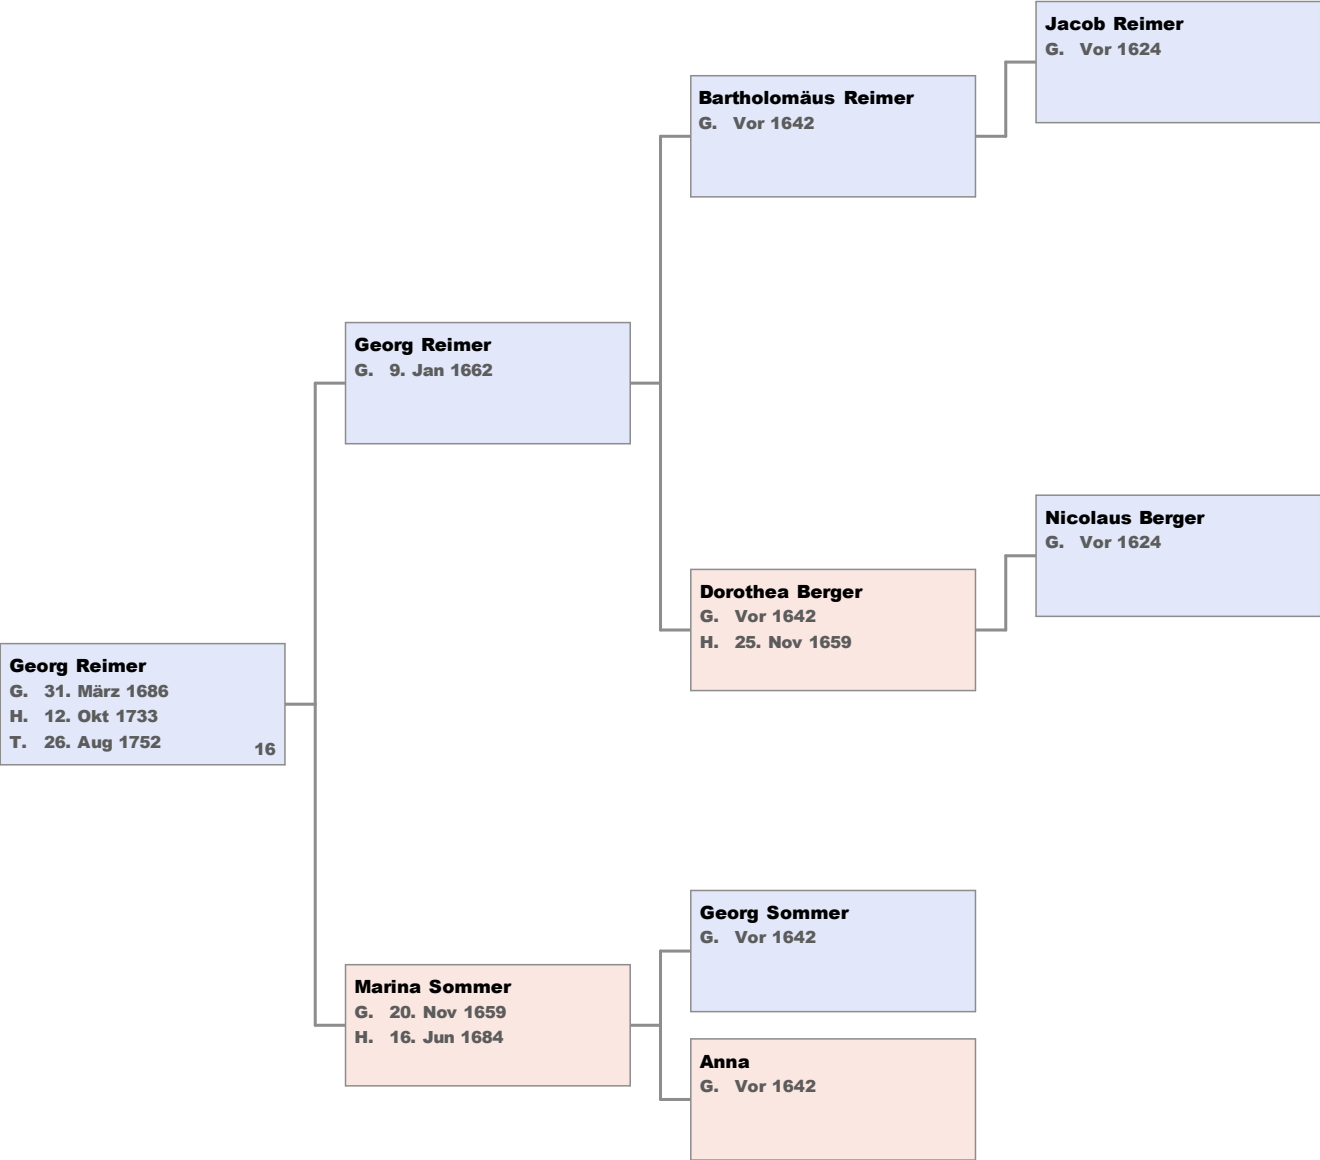 Jacob Reimer
G. Vor 1624
Bartholomäus Reimer
G. Vor 1642
Georg Reimer
G. 9. Jan 1662
Nicolaus Berger
G. Vor 1624
Dorothea Berger
G. Vor 1642
H. 25. Nov 1659
Georg Reimer
G. 31. März 1686
H. 12. Okt 1733
T. 26. Aug 1752
16
Georg Sommer
G. Vor 1642
Marina Sommer
G. 20. Nov 1659
H. 16. Jun 1684
Anna
G. Vor 1642